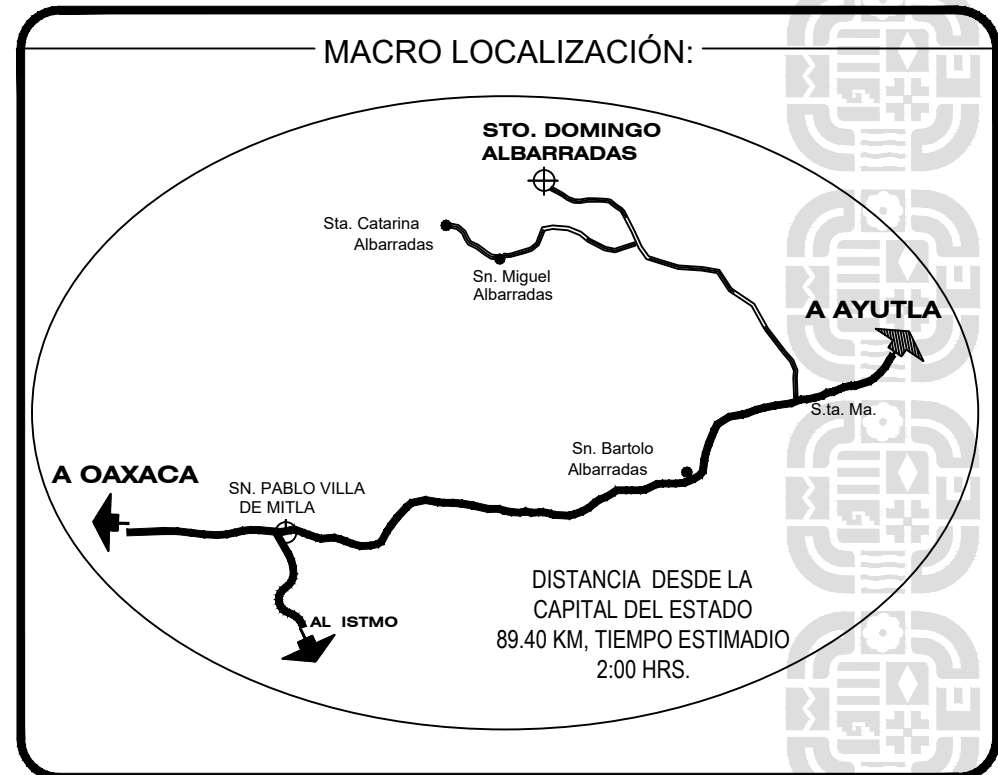 MACRO LOCALIZACIÓN:
STO. DOMINGO
ALBARRADAS
Sta. Catarina
Albarradas
Sn. Miguel
Albarradas
A AYUTLA
S.ta. Ma.
Sn. Bartolo
Albarradas
A OAXACA
SN. PABLO VILLA
DE MITLA
AL ISTMO
DISTANCIA DESDE LA
CAPITAL DEL ESTADO
89.40 KM, TIEMPO ESTIMADIO
2:00 HRS.